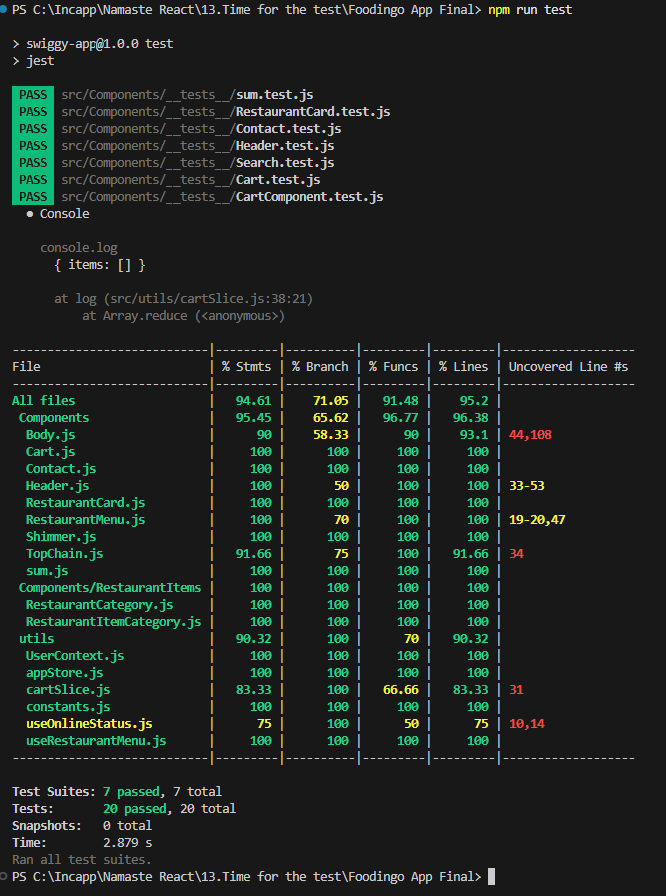 PS C:\Incapp\Namaste React\13.Time for the test\Foodingo App Final> npm run test
> swiggy-app@1.0.0 test
> jest
PASS src/Components/__tests__/sum.test.js
PASS src/Components/__tests__/RestaurantCard.test.js
PASS src/Components/__tests__/Contact.test.js
PASS src/Components/__tests__/Header.test.js
PASS src/Components/__tests__/Search.test.js
PASS src/Components/__tests__/Cart.test.js
PASS src/Components/__tests__/CartComponent.test.js
● Console
console.log
{ items: [] }
at log (src/utils/cartSlice.js:38:21)
at Array.reduce (<anonymous>)
---------------------------|---------|----------|---------|---------|-------------------
File | % Stmts | % Branch | % Funcs | % Lines | Uncovered Line #s
---------------------------|---------|----------|---------|---------|-------------------
All files | 94.61 | 71.05 | 91.48 | 95.2 |
Components | 95.45 | 65.62 | 96.77 | 96.38 |
Body.js | 90 | 58.33 | 90 | 93.1 | 44,108
Cart.js | 100 | 100 | 100 | 100 |
Contact.js | 100 | 100 | 100 | 100 |
Header.js | 100 | 50 | 100 | 100 | 33-53
RestaurantCard.js | 100 | 100 | 100 | 100 |
RestaurantMenu.js | 100 | 70 | 100 | 100 | 19-20,47
Shimmer.js | 100 | 100 | 100 | 100 |
TopChain.js | 91.66 | 75 | 100 | 91.66 | 34
sum.js | 100 | 100 | 100 | 100 |
Components/RestaurantItems | 100 | 100 | 100 | 100 |
RestaurantCategory.js | 100 | 100 | 100 | 100 |
RestaurantItemCategory.js | 100 | 100 | 100 | 100 |
utils | 90.32 | 100 | 70 | 90.32 |
UserContext.js | 100 | 100 | 100 | 100 |
appStore.js | 100 | 100 | 100 | 100 |
cartSlice.js | 83.33 | 100 | 66.66 | 83.33 | 31
constants.js | 100 | 100 | 100 | 100 |
useOnlineStatus.js | 75 | 100 | 50 | 75 | 10,14
useRestaurantMenu.js | 100 | 100 | 100 | 100 |
---------------------------|---------|----------|---------|---------|-------------------
Test Suites: 7 passed, 7 total
Tests: 20 passed, 20 total
Snapshots: 0 total
Time: 2.879 s
Ran all test suites.
PS C:\Incapp\Namaste React\13.Time for the test\Foodingo App Final>